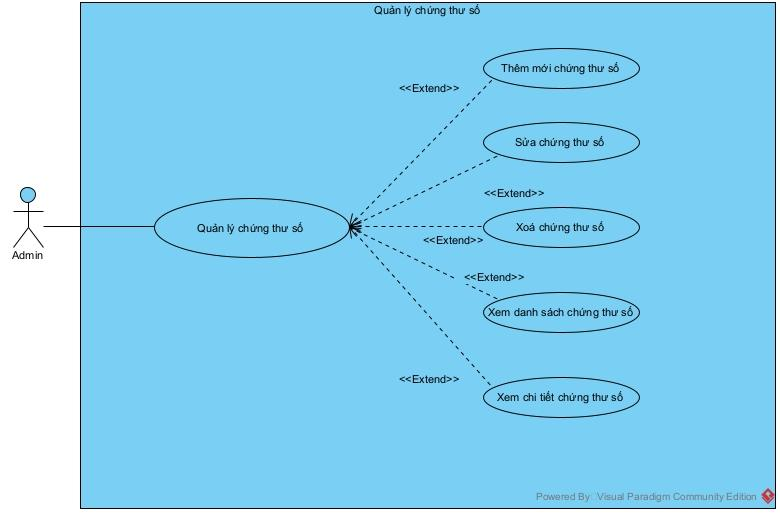 Quản lý chứng thư số
Thêm mới chứng thư số
<<Extend>>
Sửa chứng thư số
<<Extend>>
Quản lý chứng thư số
Xoá chứng thư số
<<Extend>>
Admin
<<Extend>>
Xem danh sách chứng thư số
<<Extend>>
Xem chi tiết chứng thư số
Powered By: Visual Paradigm Community Edition